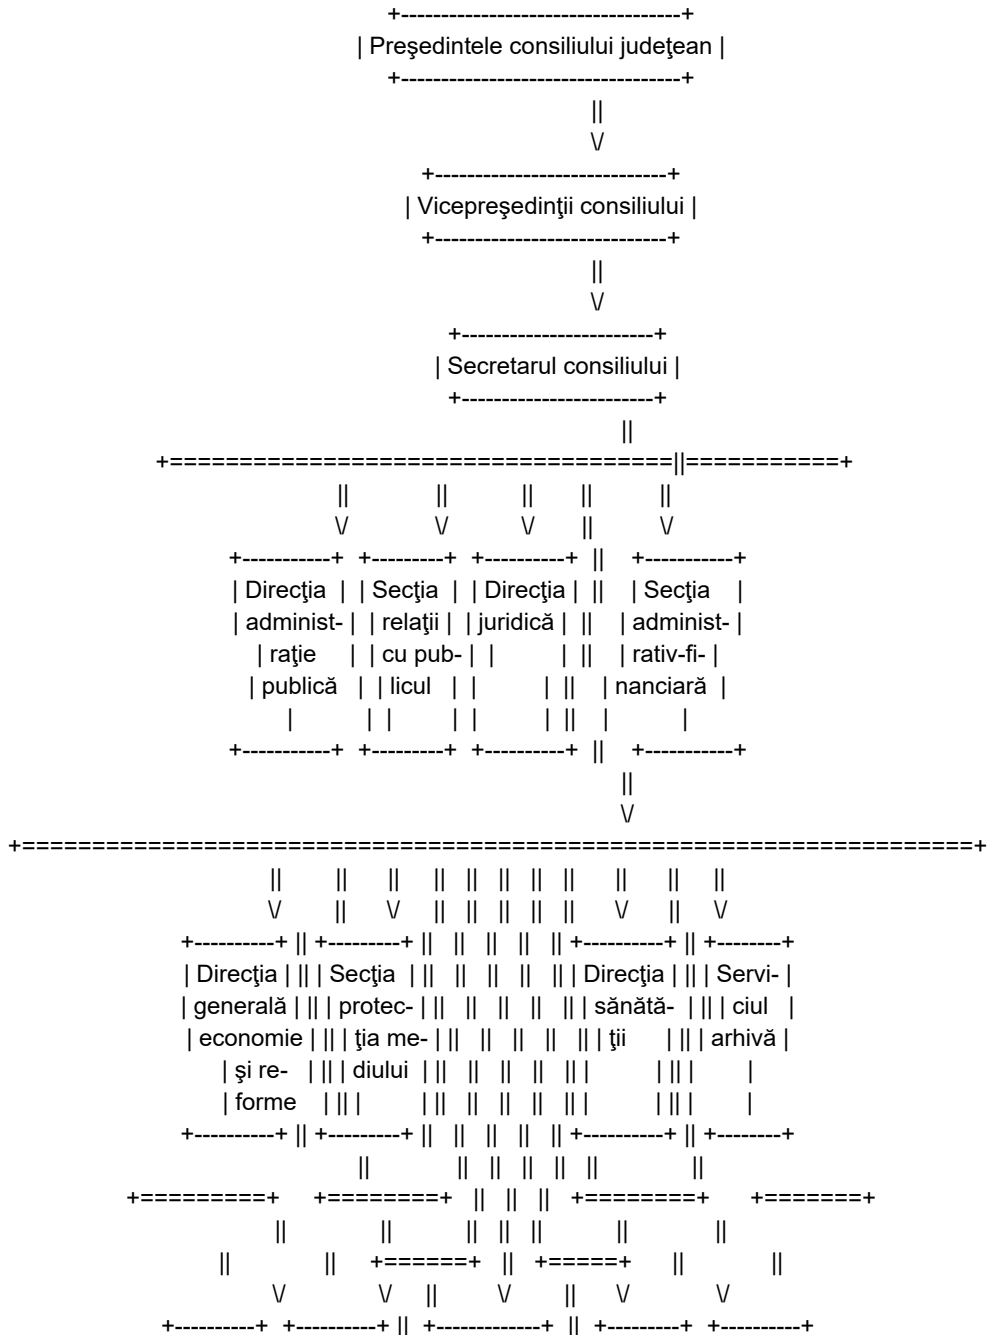 +-----------------------------------+
| Preşedintele consiliului judeţean |
+-----------------------------------+
||
\/
+-----------------------------+
| Vicepreşedinţii consiliului |
+-----------------------------+
||
\/
+------------------------+
| Secretarul consiliului |
+------------------------+
||
+====================================||===========+
|| || || || ||
\/ \/ \/ || \/
+-----------+ +---------+ +----------+ || +-----------+
| Direcţia | | Secţia | | Direcţia | || | Secţia |
| administ- | | relaţii | | juridică | || | administ- |
| raţie | | cu pub- | | | || | rativ-fi- |
| publică | | licul | | | || | nanciară |
| | | | | | || | |
+-----------+ +---------+ +----------+ || +-----------+
||
\/
+====================================================================+
|| || || || || || || || || || ||
\/ || \/ || || || || || \/ || \/
+----------+ || +---------+ || || || || || +----------+ || +--------+
| Direcţia | || | Secţia | || || || || || | Direcţia | || | Servi- |
| generală | || | protec- | || || || || || | sănătă- | || | ciul |
| economie | || | ţia me- | || || || || || | ţii | || | arhivă |
| şi re- | || | diului | || || || || || | | || | |
| forme | || | | || || || || || | | || | |
+----------+ || +---------+ || || || || || +----------+ || +--------+
|| || || || || || ||
+=========+ +========+ || || || +========+ +=======+
|| || || || || || ||
|| || +======+ || +=====+ || ||
\/ \/ || \/ || \/ \/
+----------+ +----------+ || +-------------+ || +---------+ +----------+